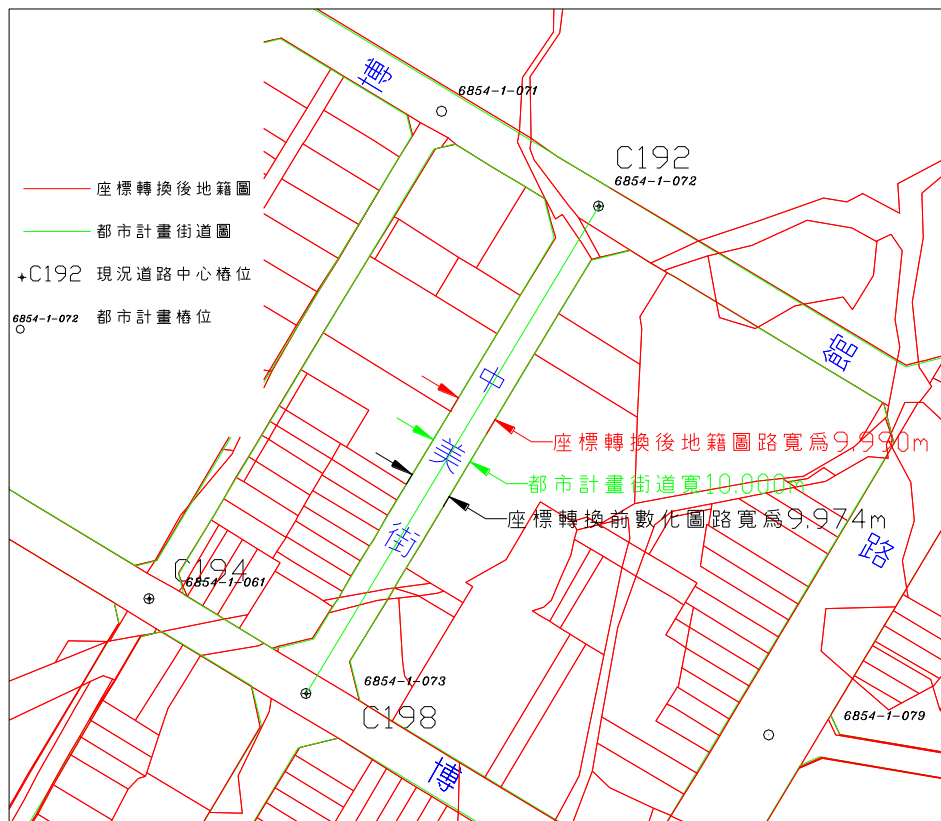 6854-1-071
C192
6854-1-072
座標轉換後地籍圖
都市計畫街道圖
C192 現況道路中心樁位
6854-1-072 都市計畫樁位
館
中
美
街
座標轉換後地籍圖路寬為9.990m
都市計畫街道寬10.000m
座標轉換前數化圖路寬為9.974m
路
C194
6854-1-061
6854-1-073
C198
6854-1-079
博